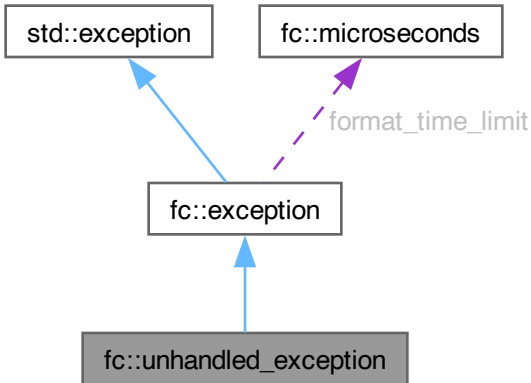 std::exception
fc::microseconds
format_time_limit
fc::exception
fc::unhandled_exception